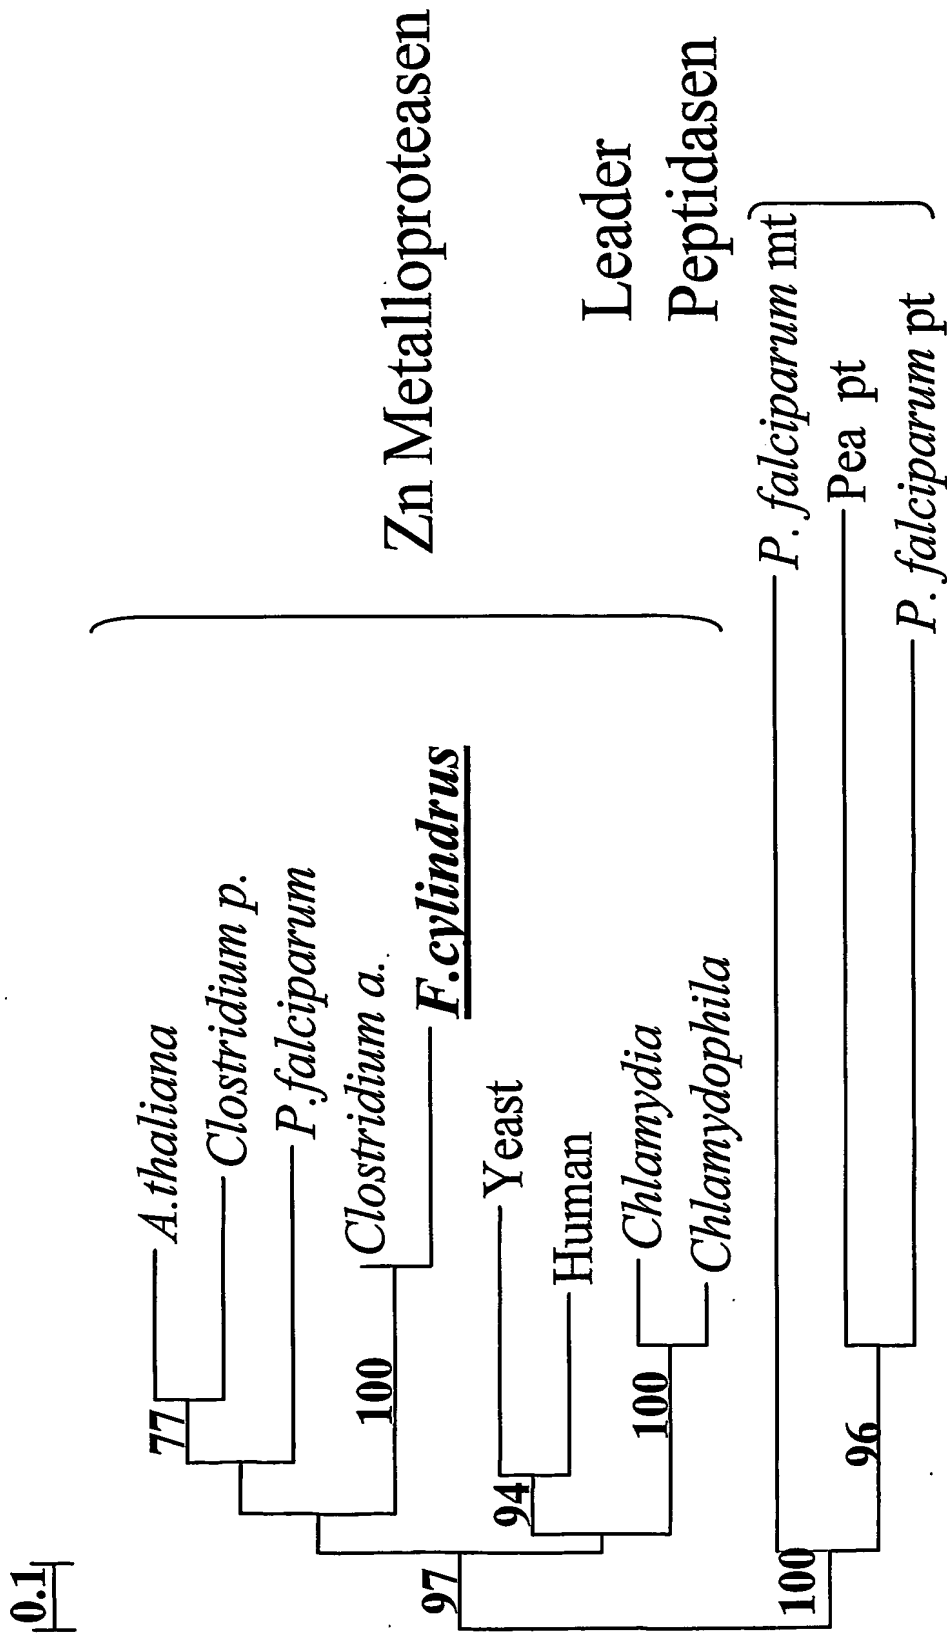 0.1
A.thaliana
77
Clostridium p.
P.falciparum
Clostridium a.
100
F.cylindrus
Zn Metalloproteasen
97
Yeast
94
Human
Chlamydia
100
Chlamydophila
Leader
Peptidasen
P. falciparum mt
100
Pea pt
96
P. falciparum pt